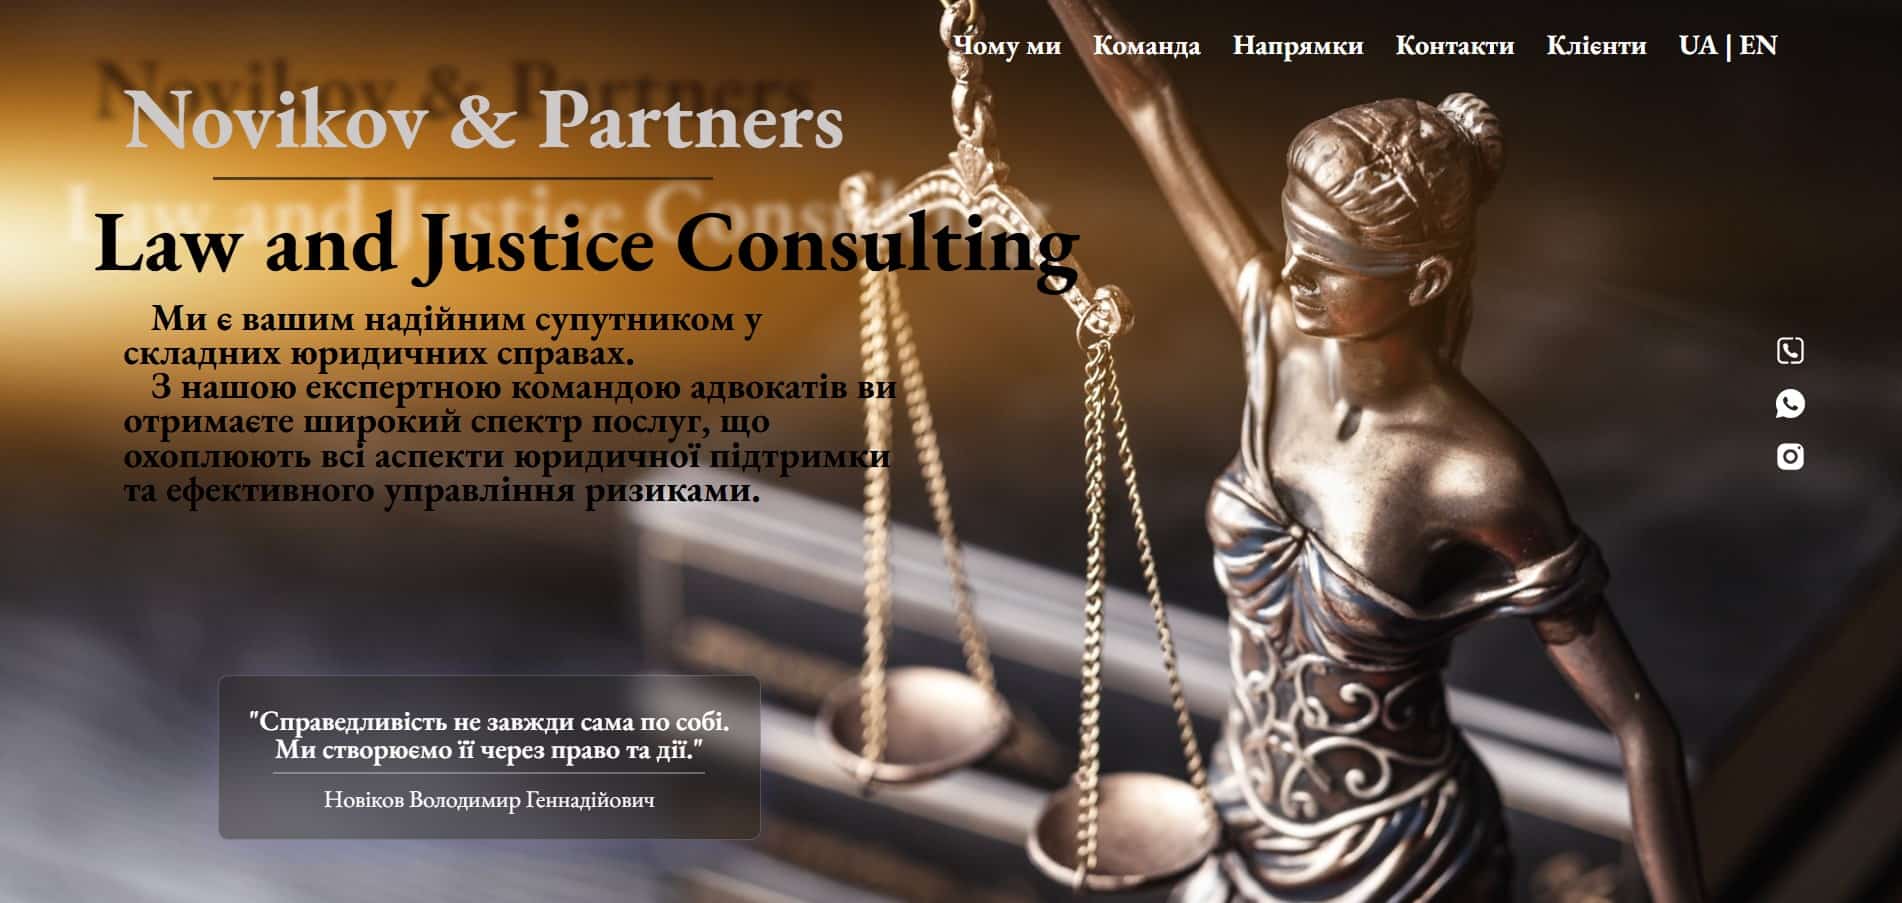 Чому ми Команда Напрямки Контакти Клієнти UA | EN
Novikov & Partners
Law and Justice Consulting
Ми є вашим надійним супутником у
складних юридичних справах.
З нашою експертною командою адвокатів ви
отримаєте широкий спектр послуг, що
охоплюють всі аспекти юридичної підтримки
та ефективного управління ризиками.
"Справедливість не завжди сама по собі.
Ми створюємо її через право та дії."
Новіков Володимир Геннадійович